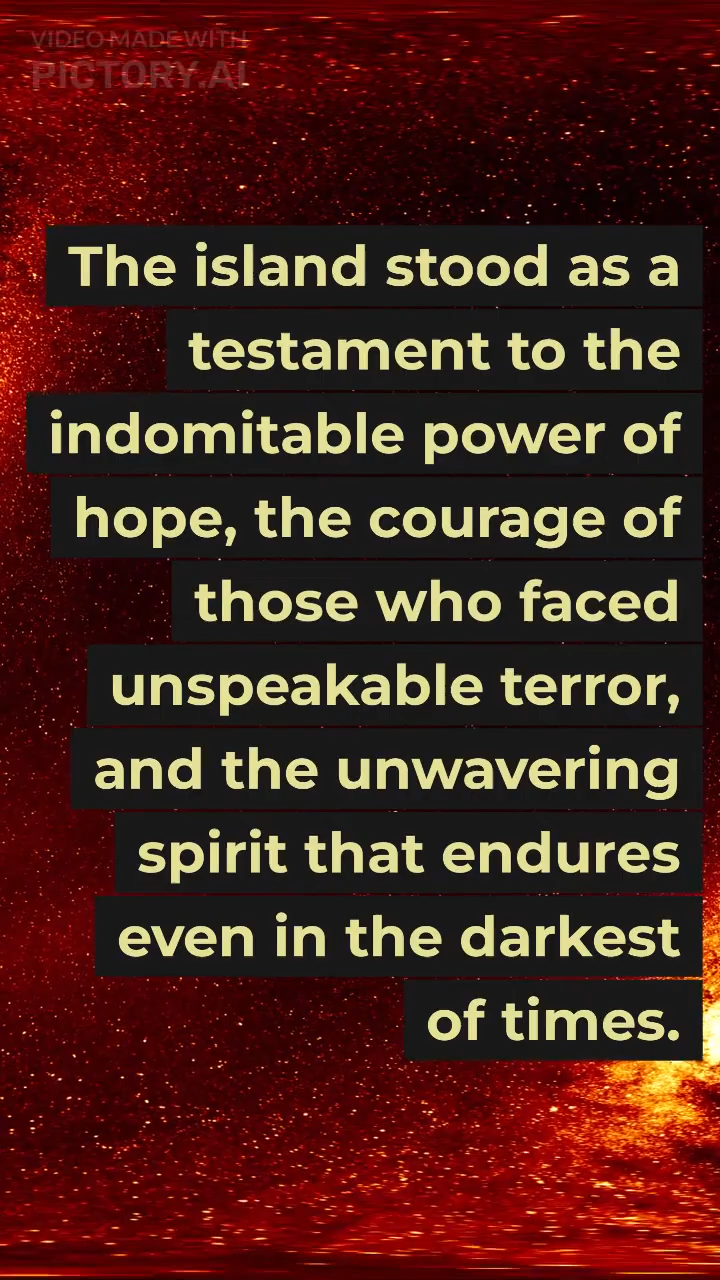 VIDEO MADE WITH
PICTORY.AI
The island stood as a
testament to the
indomitable power of
hope, the courage of
those who faced
unspeakable terror,
and the unwavering
spirit that endures
even in the darkest
of times.